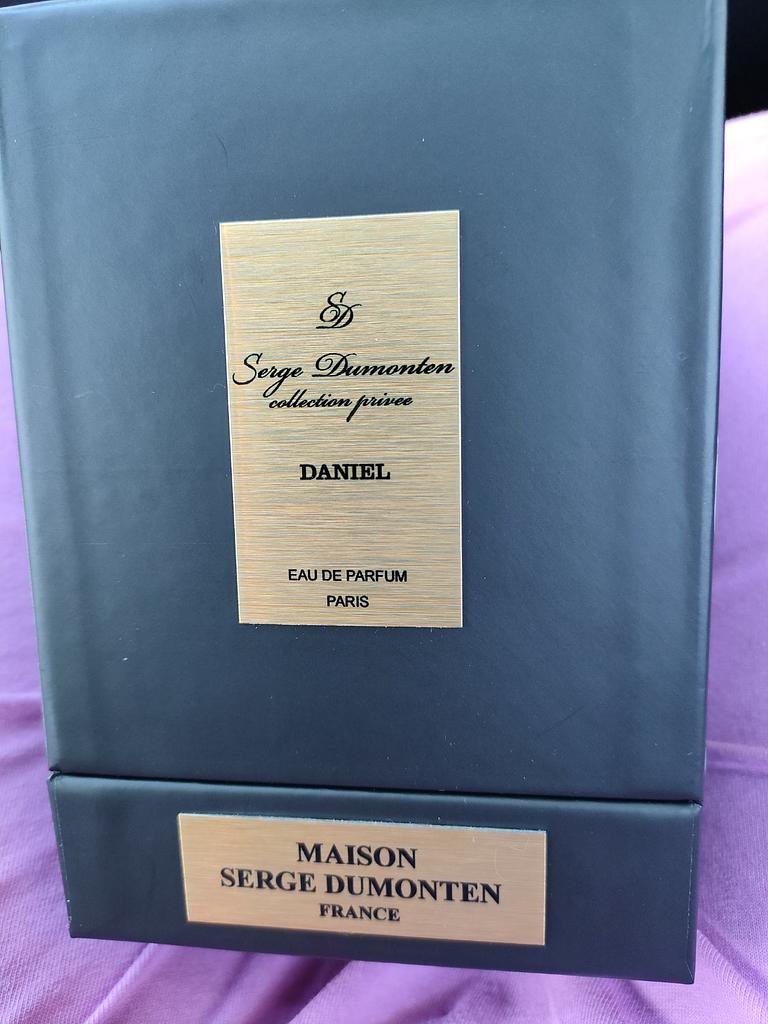 SD
Serge Dumonten
collection privee
DANIEL
EAU DE PARFUM
PARIS
MAISON
SERGE DUMONTEN
FRANCE